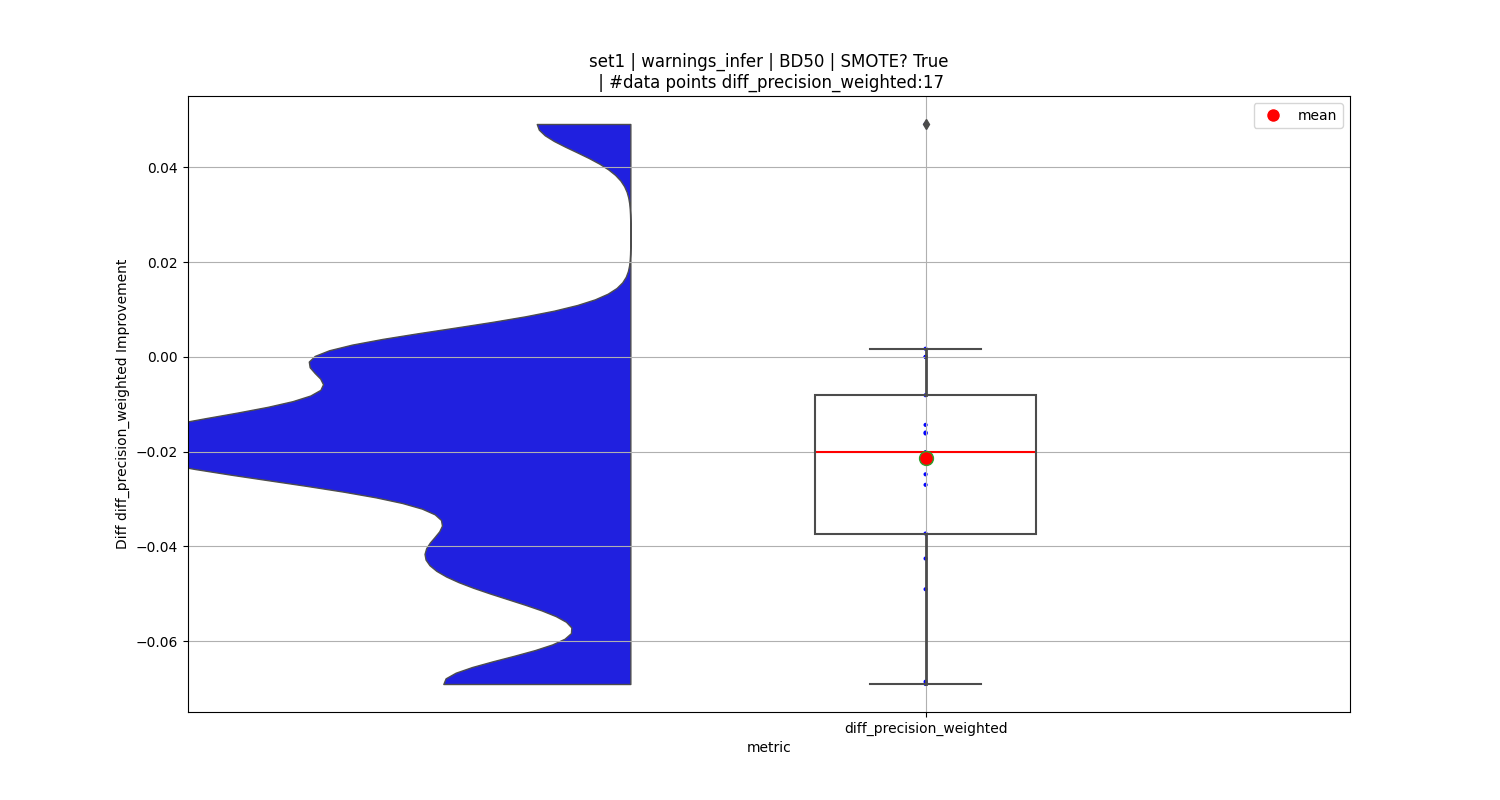 set1 | warnings_infer | BD50 | SMOTE? True
| #data points diff_precision_weighted:17
mean
0.04
0.02
0.00
−0.02
−0.04
−0.06
Diff diff_precision_weighted Improvement
diff_precision_weighted
metric